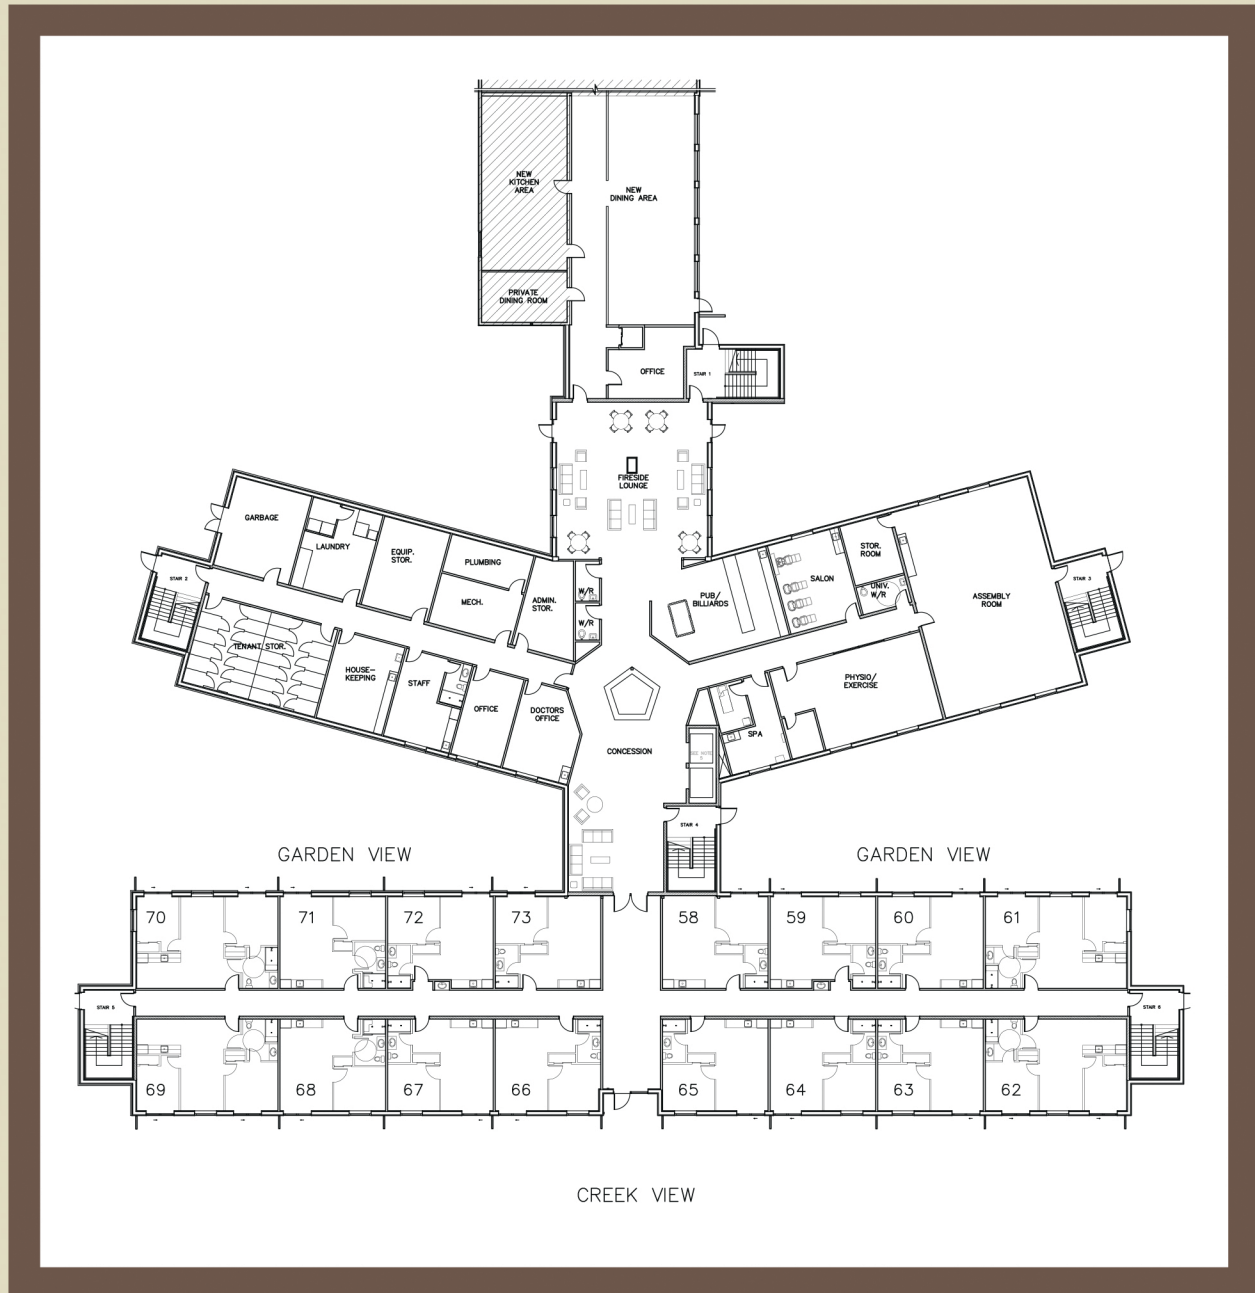 NEW
KITCHEN
AREA
NEW
DINING AREA
PRIVATE
DINING ROOM
OFFICE
STAIR 1
FIRESIDE
LOUNGE
GARBAGE
LAUNDRY
EQUIP.
STOR.
PLUMBING
MECH.
ADMIN.
STOR.
W/R
W/R
STAIR 2
TENANT STOR.
HOUSE-
KEEPING
STAFF
OFFICE
DOCTORS
OFFICE
PUB/
BILLIARDS
SALON
STOR.
ROOM
UNIV.
W/R
ASSEMBLY
ROOM
STAIR 3
PHYSIO/
EXERCISE
SPA
CONCESSION
STAIR 4
GARDEN VIEW
GARDEN VIEW
70
71
72
73
58
59
60
61
STAIR 5
STAIR 6
69
68
67
66
65
64
63
62
CREEK VIEW